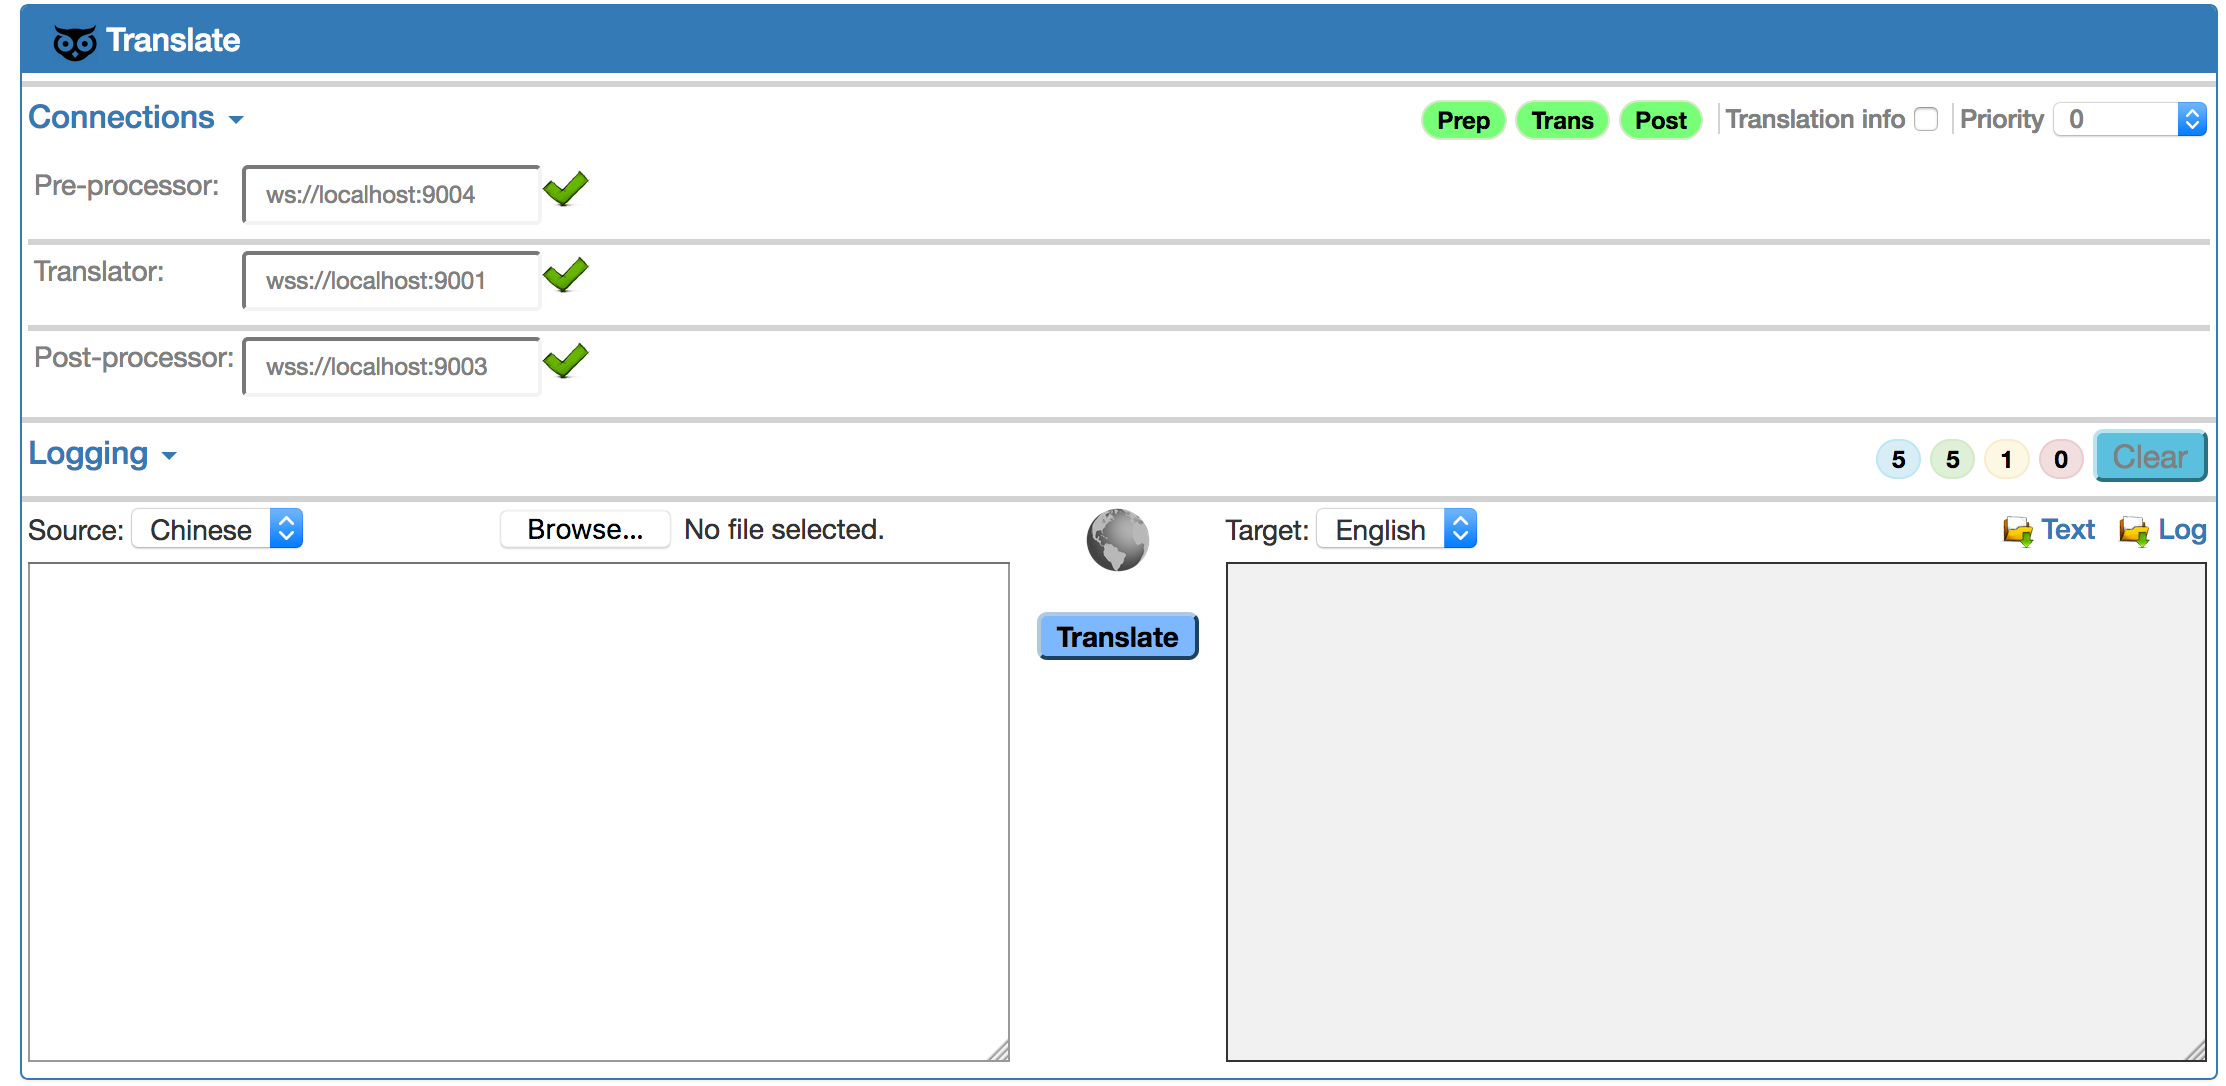 Translate
Connections
Prep Trans Post Translation info Priority 0
Pre-processor: ws://localhost:9004
Translator: wss://localhost:9001
Post-processor: wss://localhost:9003
Logging
5 5 1 0 Clear
Source: Chinese Browse... No file selected. Target: English Text Log
Translate